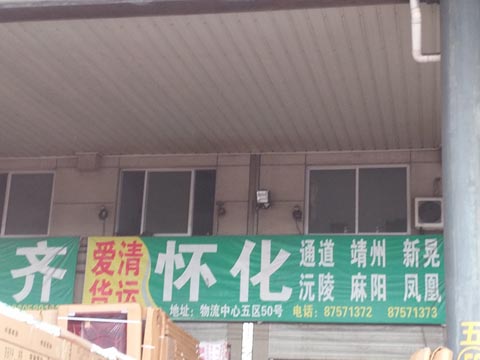 齐
爱清
货运
怀化
通道 靖州 新晃
沅陵 麻阳 凤凰
地址：物流中心五区50号 电话：87571372 87571373
五